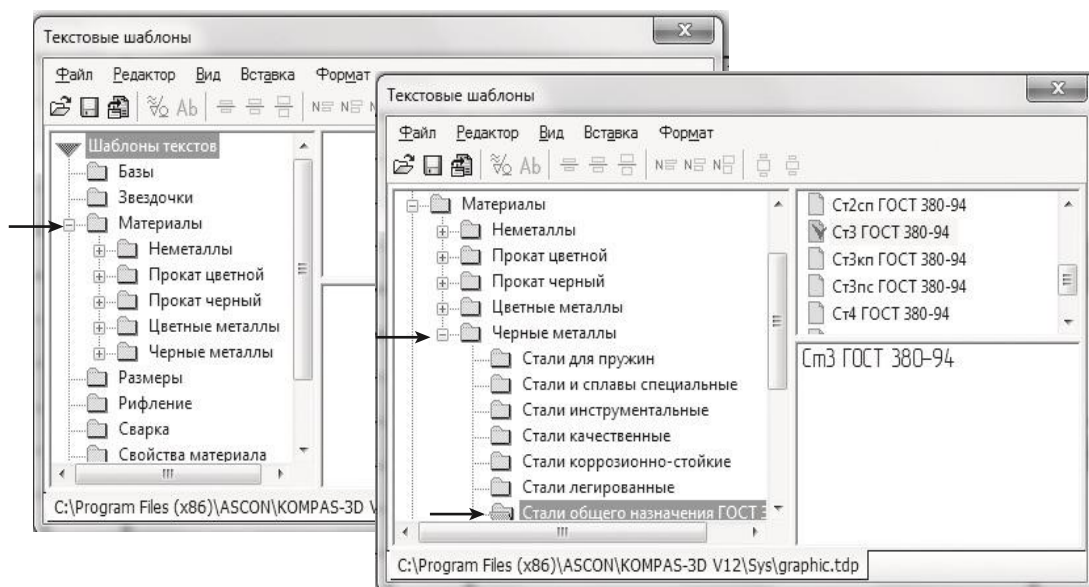 Текстовые шаблоны
Файл Редактор Вид Вставка Формат
Шаблоны текстов
Базы
Звездочки
Материалы
Неметаллы
Прокат цветной
Прокат черный
Цветные металлы
Черные металлы
Размеры
Рифление
Сварка
Свойства материала
C:\Program Files (x86)\ASCON\KOMPAS-3D V
Текстовые шаблоны
Файл Редактор Вид Вставка Формат
Материалы
Неметаллы
Прокат цветной
Прокат черный
Цветные металлы
Черные металлы
Стали для пружин
Стали и сплавы специальные
Стали инструментальные
Стали качественные
Стали коррозионно-стойкие
Стали легированные
Стали общего назначения ГОСТ 3
Ст2сп ГОСТ 380-94
Ст3 ГОСТ 380-94
Ст3кп ГОСТ 380-94
Ст3пс ГОСТ 380-94
Ст4 ГОСТ 380-94
Ст3 ГОСТ 380-94
C:\Program Files (x86)\ASCON\KOMPAS-3D V12\Sys\graphic.tdp